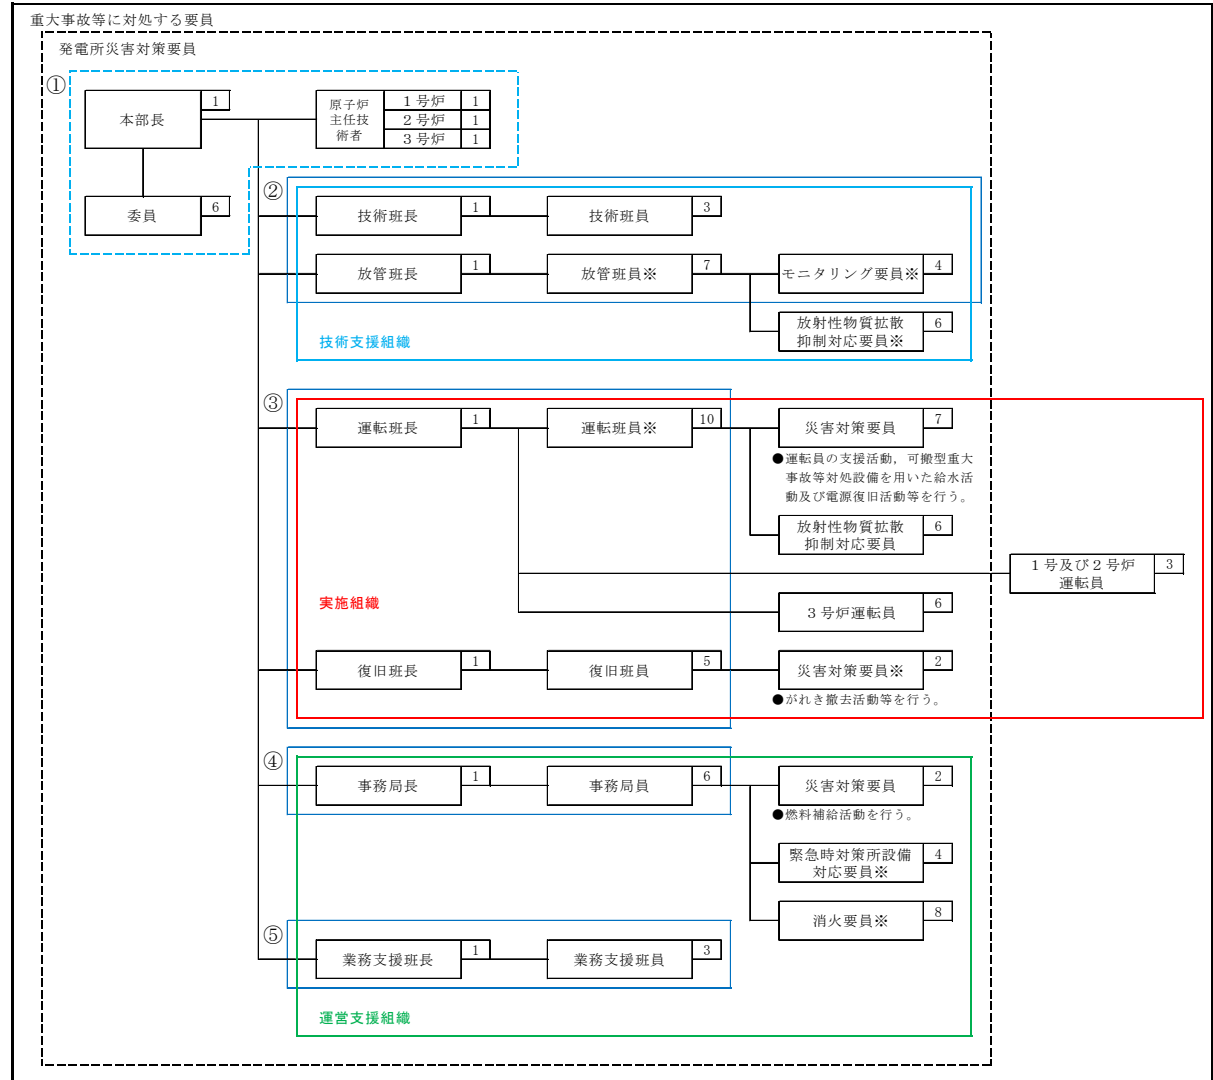 重大事故等に対処する要員
発電所災害対策要員
①
本部長
1
原子炉
主任技
術者
1号炉
1
2号炉
1
3号炉
1
委員
6
②
技術班長
1
技術班員
3
放管班長
1
放管班員※
7
モニタリング要員※
4
放射性物質拡散
抑制対応要員※
6
技術支援組織
③
運転班長
1
運転班員※
10
災害対策要員
7
●運転員の支援活動，可搬型重大
事故等対処設備を用いた給水活
動及び電源復旧活動等を行う。
放射性物質拡散
抑制対応要員
6
1号及び2号炉
運転員
3
3号炉運転員
6
実施組織
復旧班長
1
復旧班員
5
災害対策要員※
2
●がれき撤去活動等を行う。
④
事務局長
1
事務局員
6
災害対策要員
2
●燃料補給活動を行う。
緊急時対策所設備
対応要員※
4
消火要員※
8
⑤
業務支援班長
1
業務支援班員
3
運営支援組織